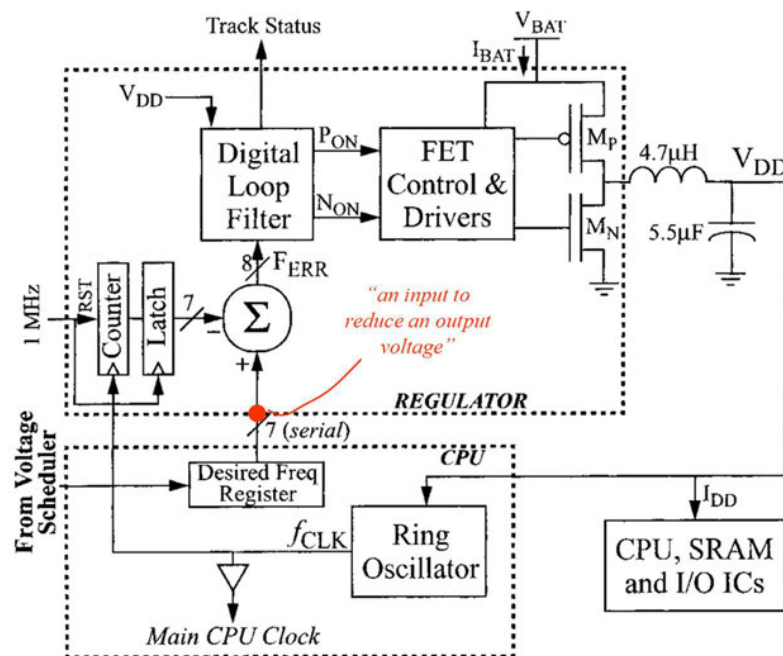 Track Status
V_BAT
I_BAT
V_DD
Digital
Loop
Filter
P_ON
N_ON
FET
Control &
Drivers
M_P
M_N
4.7μH
V_DD
5.5μF
8
F_ERR
1 MHz
RST
Counter
Latch
7
−
Σ
+
“an input to
reduce an output
voltage”
REGULATOR
7 (serial)
CPU
From Voltage
Scheduler
Desired Freq
Register
f_CLK
Ring
Oscillator
I_DD
CPU, SRAM
and I/O ICs
Main CPU Clock